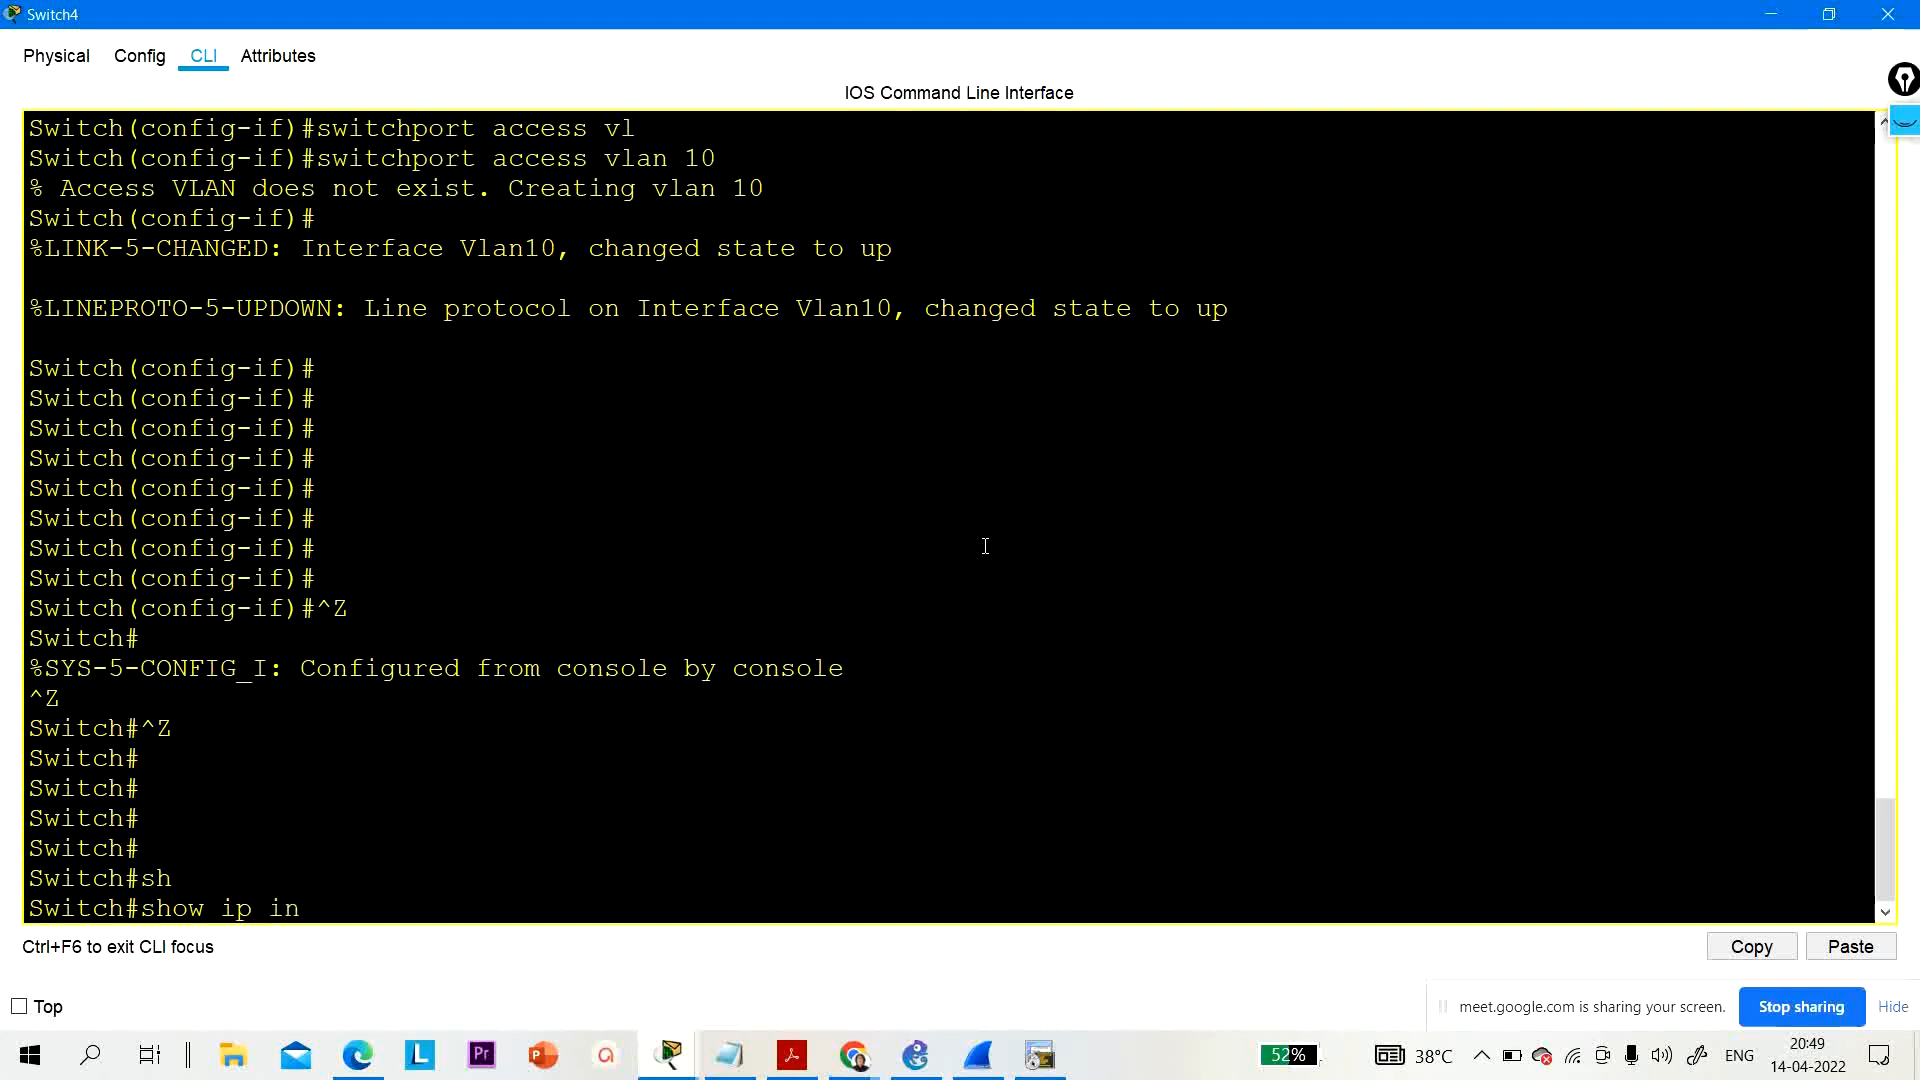 Switch4
Physical Config CLI Attributes
IOS Command Line Interface
Switch(config-if)#switchport access vl
Switch(config-if)#switchport access vlan 10
% Access VLAN does not exist. Creating vlan 10
Switch(config-if)#
%LINK-5-CHANGED: Interface Vlan10, changed state to up
%LINEPROTO-5-UPDOWN: Line protocol on Interface Vlan10, changed state to up
Switch(config-if)#
Switch(config-if)#
Switch(config-if)#
Switch(config-if)#
Switch(config-if)#
Switch(config-if)#
Switch(config-if)#
Switch(config-if)#
Switch(config-if)#^Z
Switch#
%SYS-5-CONFIG_I: Configured from console by console
^Z
Switch#^Z
Switch#
Switch#
Switch#
Switch#
Switch#sh
Switch#show ip in
Ctrl+F6 to exit CLI focus
Copy Paste
Top
meet.google.com is sharing your screen. Stop sharing Hide
L Pr P a 52% 38°C ENG 20:49
14-04-2022